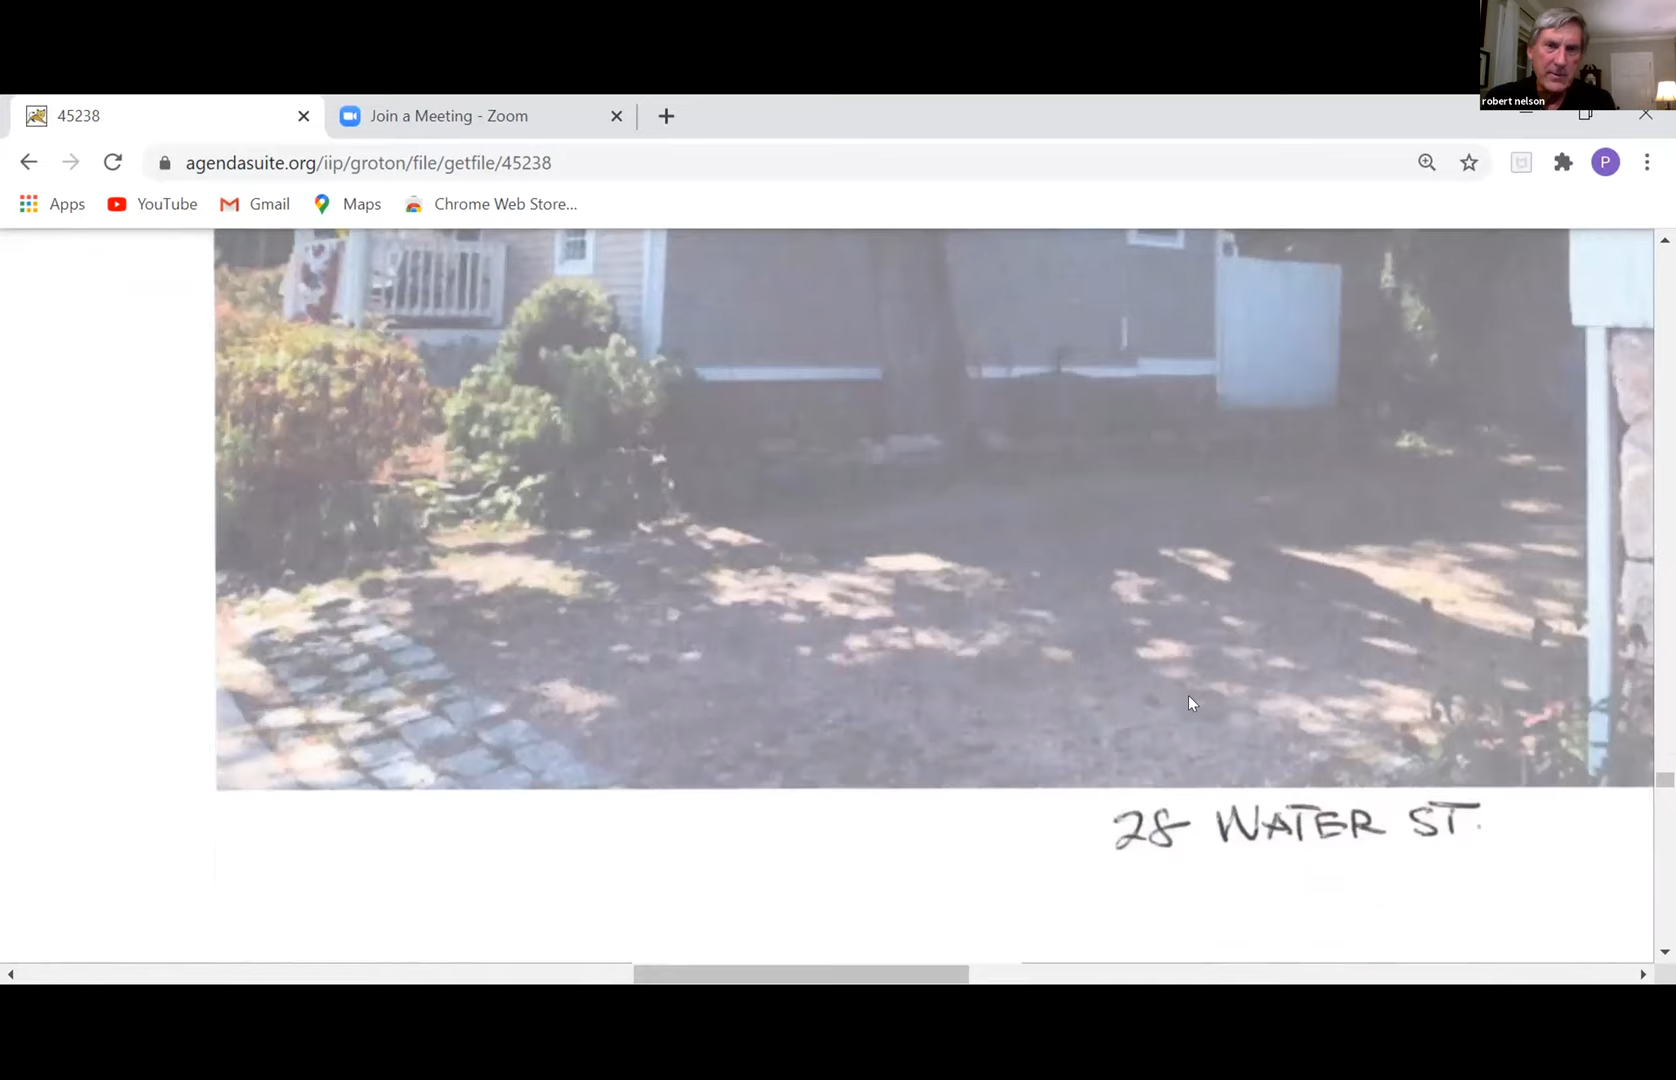 robert nelson
45238
Join a Meeting - Zoom
agendasuite.org/iip/groton/file/getfile/45238
P
Apps
YouTube
Gmail
Maps
Chrome Web Store...
28 WATER ST.